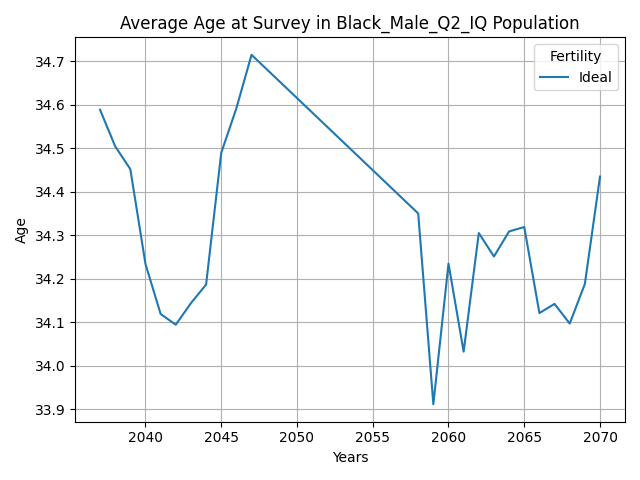 Average Age at Survey in Black_Male_Q2_IQ Population
Fertility
Ideal
34.7
34.6
34.5
34.4
34.3
34.2
34.1
34.0
33.9
Age
2040 2045 2050 2055 2060 2065 2070
Years